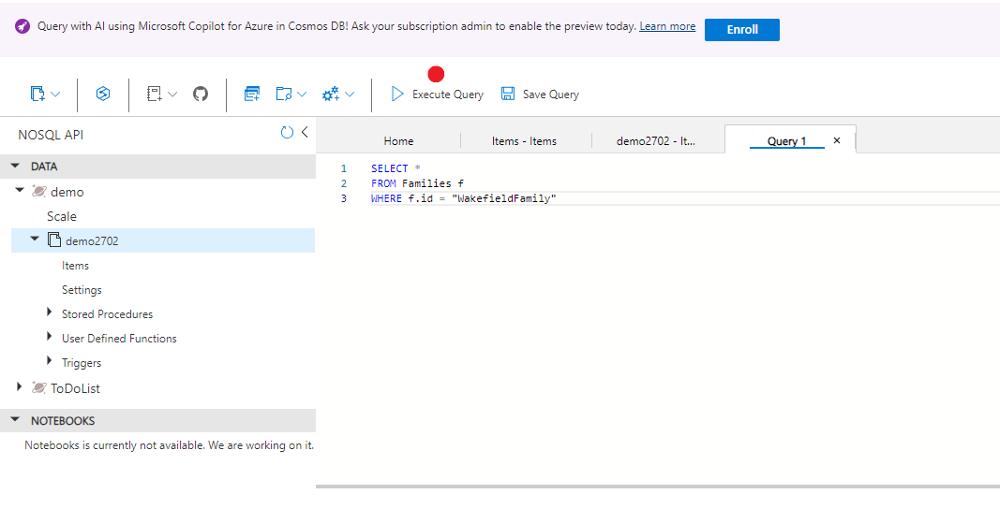 Query with AI using Microsoft Copilot for Azure in Cosmos DB! Ask your subscription admin to enable the preview today. Learn more Enroll
Execute Query Save Query
NOSQL API
Home Items - Items demo2702 - It... Query 1
DATA
demo
Scale
demo2702
Items
Settings
Stored Procedures
User Defined Functions
Triggers
ToDoList
NOTEBOOKS
Notebooks is currently not available. We are working on it.
1 SELECT *
2 FROM Families f
3 WHERE f.id = "WakefieldFamily"